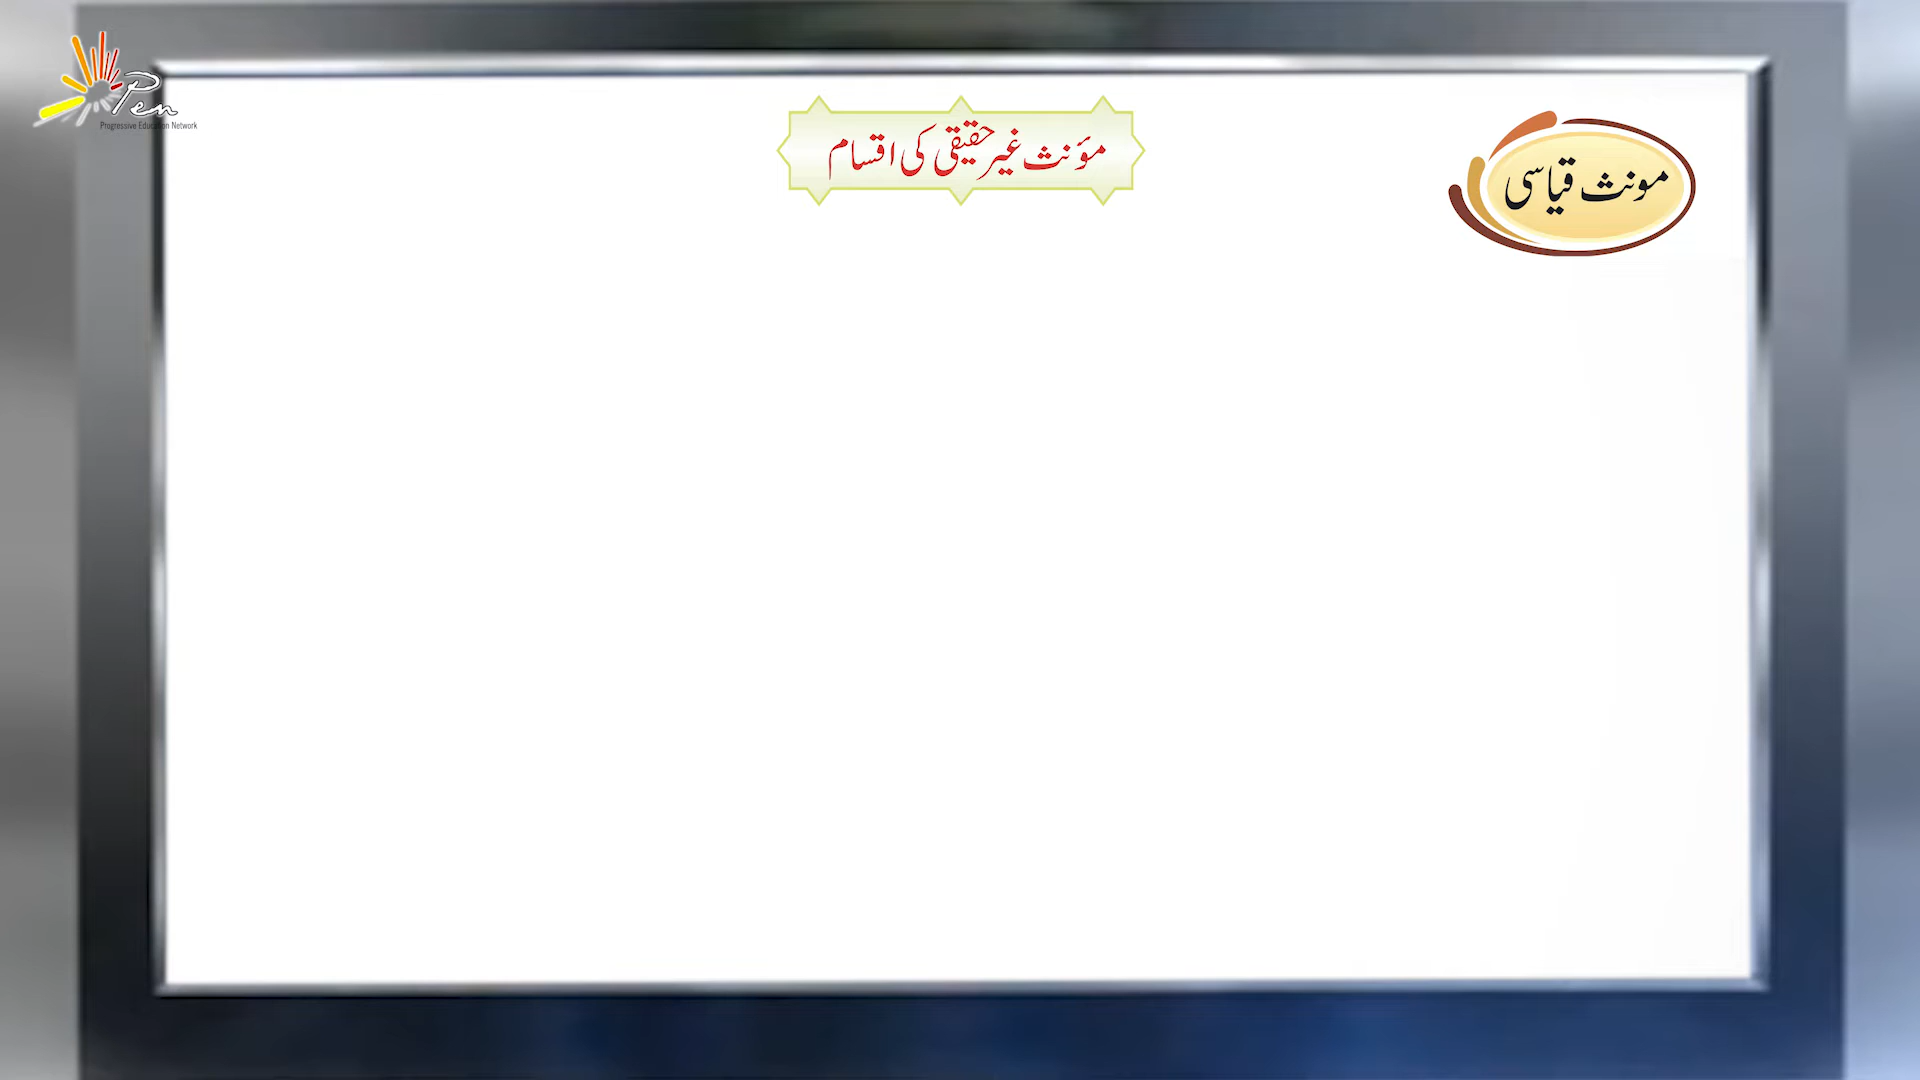 Pen
Progressive Education Network
مؤنث غیر حقیقی کی اقسام
مونث قیاسی